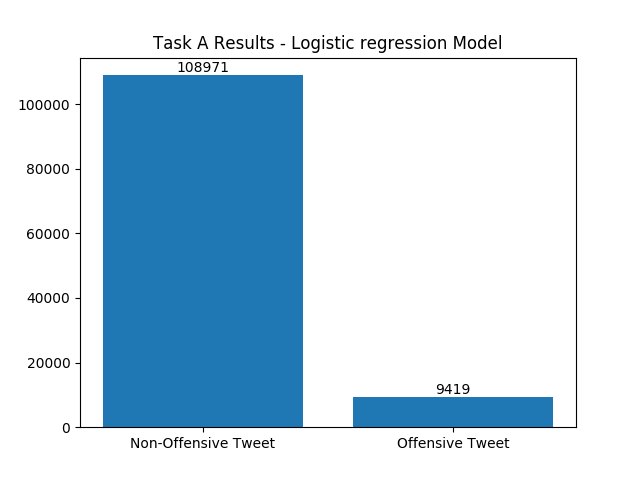 Task A Results - Logistic regression Model
108971
100000
80000
60000
40000
20000
9419
0
Non-Offensive Tweet
Offensive Tweet